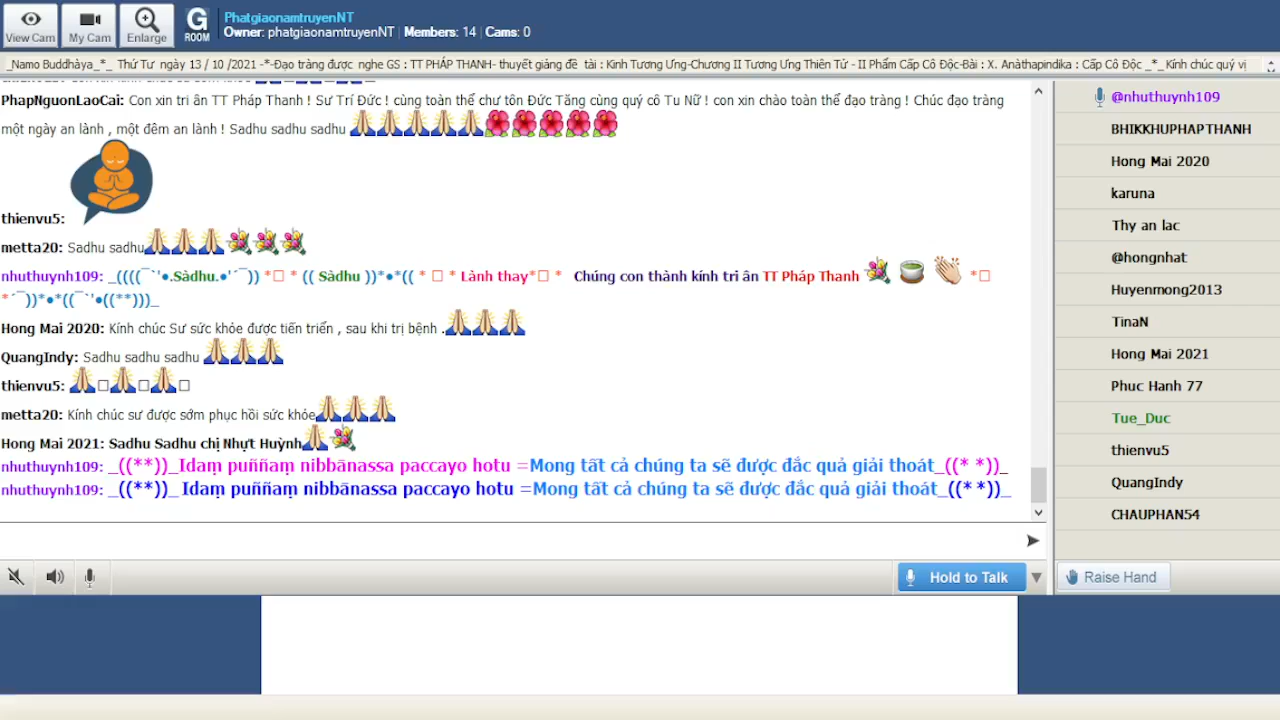 View Cam
My Cam
Enlarge
G ROOM
PhatgiaonamtruyenNT
Owner: phatgiaonamtruyenNT | Members: 14 | Cams: 0
_Namo Buddhàya_*_ Thứ Tư ngày 13 / 10 /2021 -*-Đạo tràng được nghe GS : TT PHÁP THANH- thuyết giảng đề tài : Kinh Tương Ưng-Chương II Tương Ưng Thiên Tử - II Phẩm Cấp Cô Độc-Bài : X. Anàthapindika : Cấp Cô Độc _*_Kính chúc quý vị
PhapNguonLaoCai: Con xin tri ân TT Pháp Thanh ! Sư Trí Đức ! cùng toàn thể chư tôn Đức Tăng cùng quý cô Tu Nữ ! con xin chào toàn thể đạo tràng ! Chúc đạo tràng
một ngày an lành , một đêm an lành ! Sadhu sadhu sadhu 🙏🙏🙏🙏🙏🌺🌺🌺🌺🌺
thienvu5:
metta20: Sadhu sadhu🙏🙏🙏💐💐💐
nhuthuynh109: _((((¯`'•.Sàdhu.•'´¯)) *□ * (( Sàdhu ))*•*(( * □ * Lành thay*□ * Chúng con thành kính tri ân TT Pháp Thanh 💐🍵👏 *□
*´¯))*•*((¯`'•((**)))_
Hong Mai 2020: Kính chúc Sư sức khỏe được tiến triển , sau khi trị bệnh .🙏🙏🙏
QuangIndy: Sadhu sadhu sadhu 🙏🙏🙏
thienvu5: 🙏□🙏□🙏□
metta20: Kính chúc sư được sớm phục hồi sức khỏe🙏🙏🙏
Hong Mai 2021: Sadhu Sadhu chị Nhựt Huỳnh🙏💐
nhuthuynh109: _((**))_Idaṃ puññaṃ nibbānassa paccayo hotu =Mong tất cả chúng ta sẽ được đắc quả giải thoát_((* *))_
nhuthuynh109: _((**))_ Idaṃ puññaṃ nibbānassa paccayo hotu =Mong tất cả chúng ta sẽ được đắc quả giải thoát_((* *))_
@nhuthuynh109
BHIKKHUPHAPTHANH
Hong Mai 2020
karuna
Thy an lac
@hongnhat
Huyenmong2013
TinaN
Hong Mai 2021
Phuc Hanh 77
Tue_Duc
thienvu5
QuangIndy
CHAUPHAN54
Hold to Talk
Raise Hand